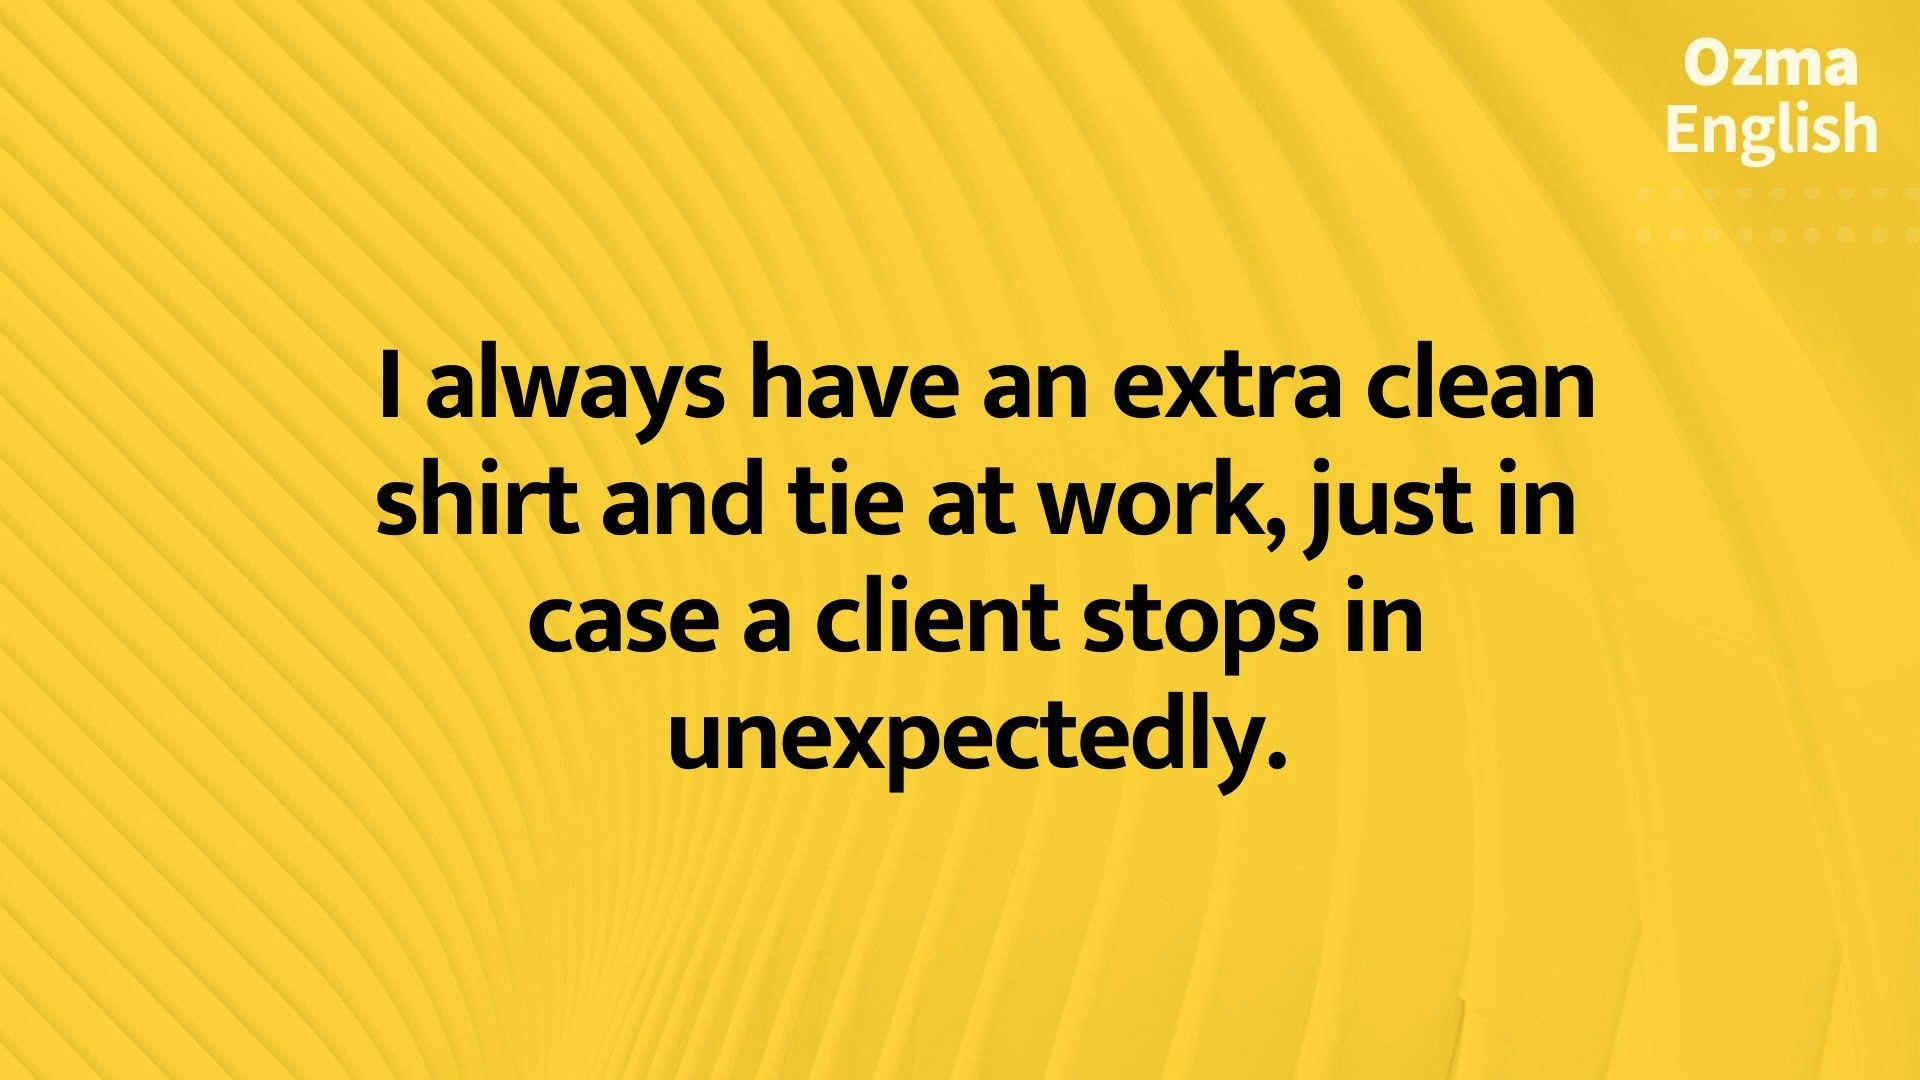 Ozma
English
I always have an extra clean
shirt and tie at work, just in
case a client stops in
unexpectedly.